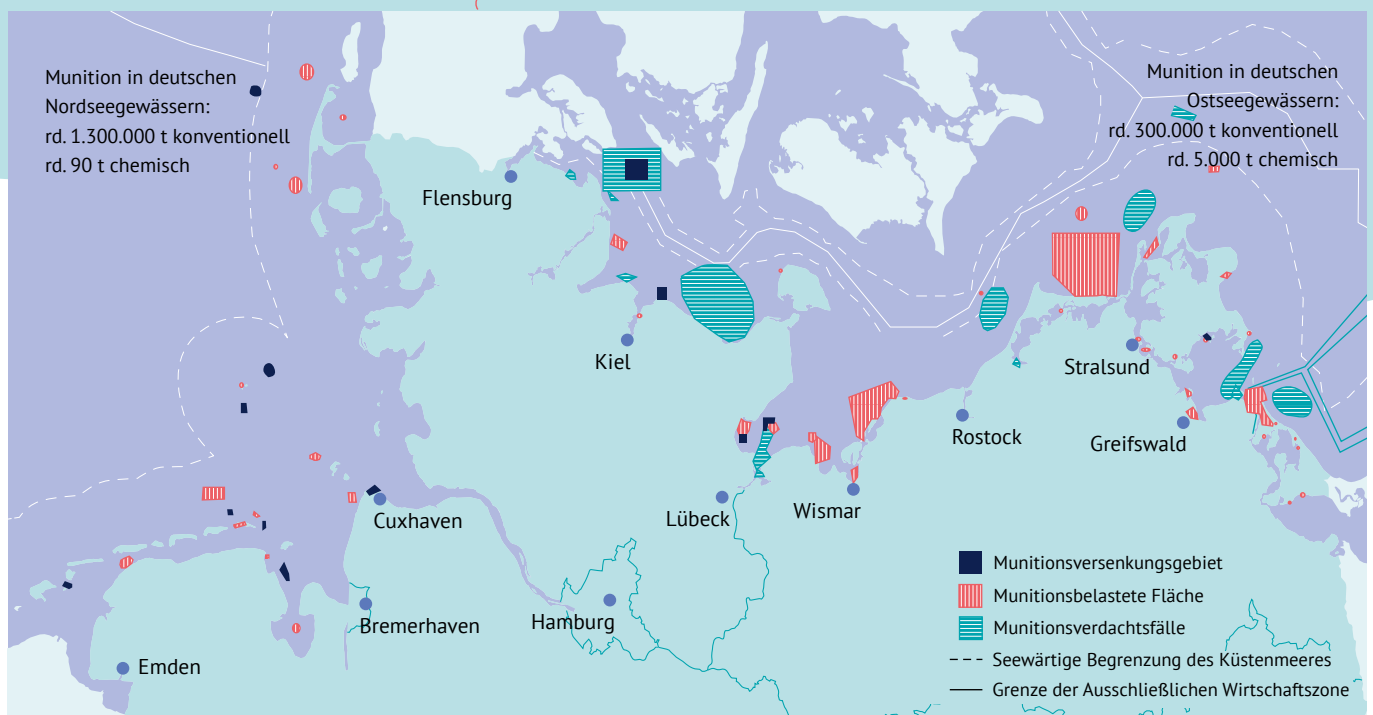 Munition in deutschen
Nordseegewässern:
rd. 1.300.000 t konventionell
rd. 90 t chemisch
Munition in deutschen
Ostseegewässern:
rd. 300.000 t konventionell
rd. 5.000 t chemisch
Flensburg
Kiel
Stralsund
Rostock
Greifswald
Cuxhaven
Lübeck
Wismar
Bremerhaven
Hamburg
Emden
Munitionsversenkungsgebiet
Munitionsbelastete Fläche
Munitionsverdachtsfälle
Seewärtige Begrenzung des Küstenmeeres
Grenze der Ausschließlichen Wirtschaftszone